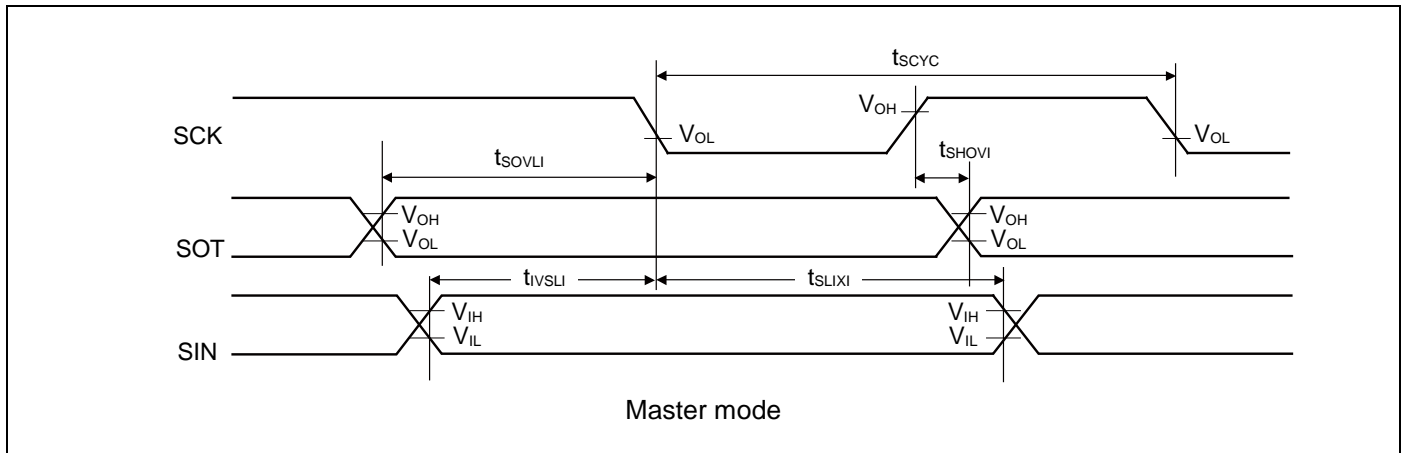 tSCYC
VOH
SCK
VOL
VOL
tSOVLI
tSHOVI
VOH
VOH
SOT
VOL
VOL
tIVSLI
tSLIXI
VIH
VIH
VIL
VIL
SIN
Master mode